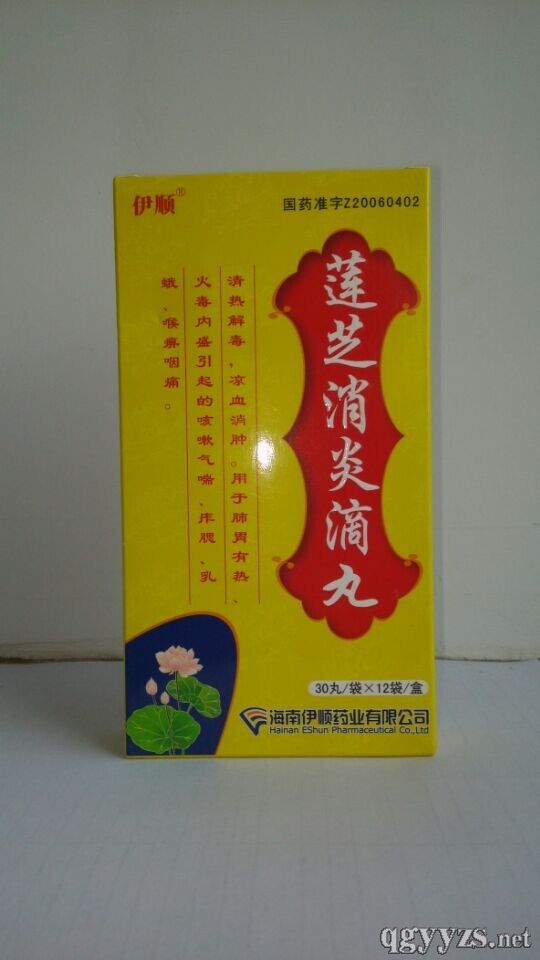 伊顺®
国药准字Z20060402
莲芝消炎滴丸
清热解毒，凉血消肿。用于肺胃有热、
火毒内盛引起的咳嗽气喘、痄腮、乳
蛾、喉痹咽痛。
30丸/袋×12袋/盒
海南伊顺药业有限公司
Hainan EShun Pharmaceutical Co.,Ltd
qgyyzs.net